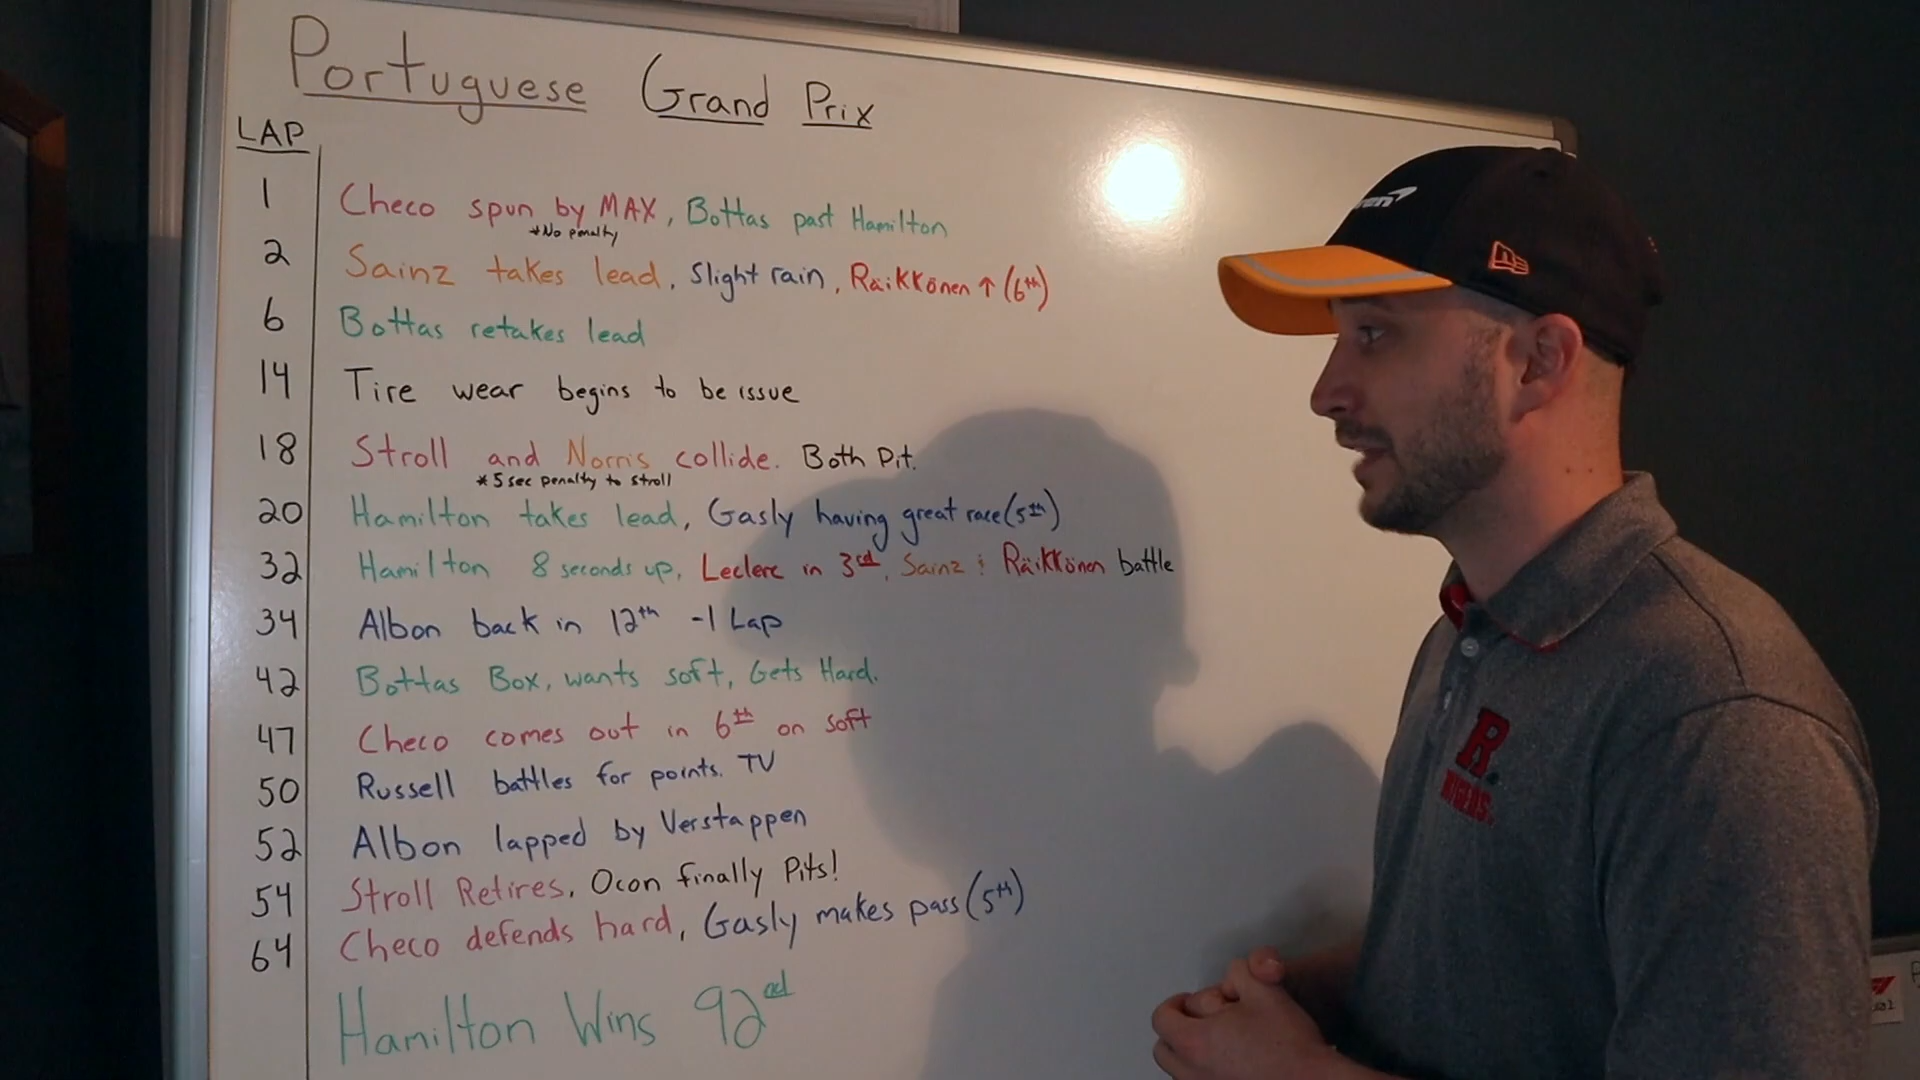 Portuguese Grand Prix
LAP
1 Checo spun by MAX, Bottas past Hamilton
*No penalty
2 Sainz takes lead, Slight rain, Räikkönen ↑ (6th)
6 Bottas retakes lead
14 Tire wear begins to be issue
18 Stroll and Norris collide. Both Pit.
*5 sec penalty to stroll
20 Hamilton takes lead, Gasly having great race (5th)
32 Hamilton 8 seconds up, Leclerc in 3rd, Sainz & Räikkönen battle
34 Albon back in 12th -1 Lap
42 Bottas Box, wants soft, Gets Hard.
47 Checo comes out in 6th on soft
50 Russell battles for points. TV
52 Albon lapped by Verstappen
54 Stroll Retires, Ocon finally Pits!
64 Checo defends hard, Gasly makes pass (5th)
Hamilton Wins 92nd
R